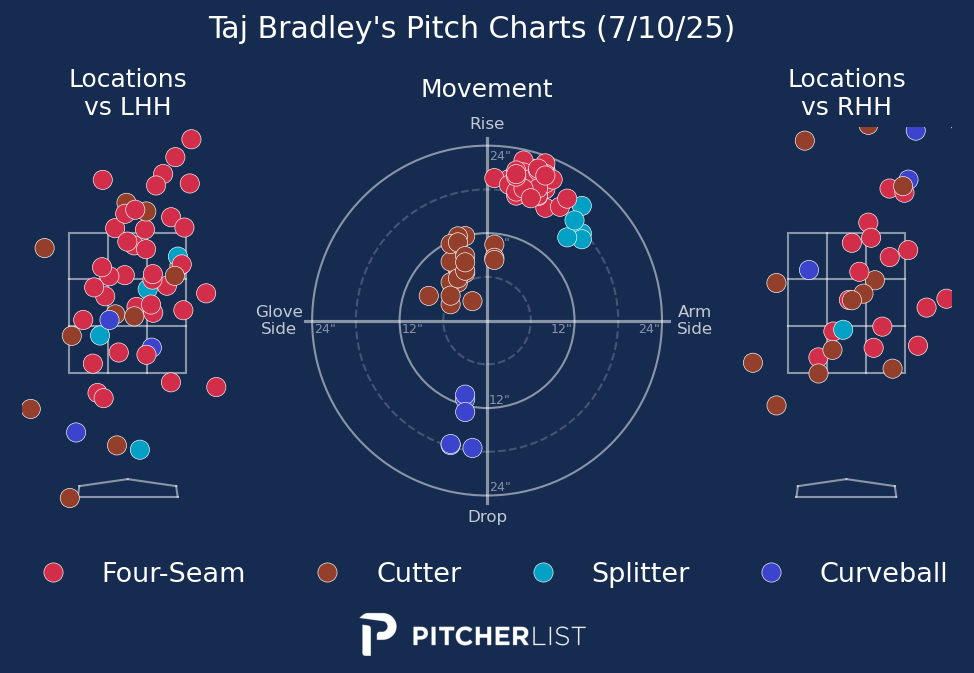 Taj Bradley's Pitch Charts (7/10/25)
Locations
vs LHH
Movement
Locations
vs RHH
Rise
24"
"
Glove
Side
24"
12"
12"
24"
Arm
Side
12"
24"
Drop
Four-Seam
Cutter
Splitter
Curveball
PITCHERLIST